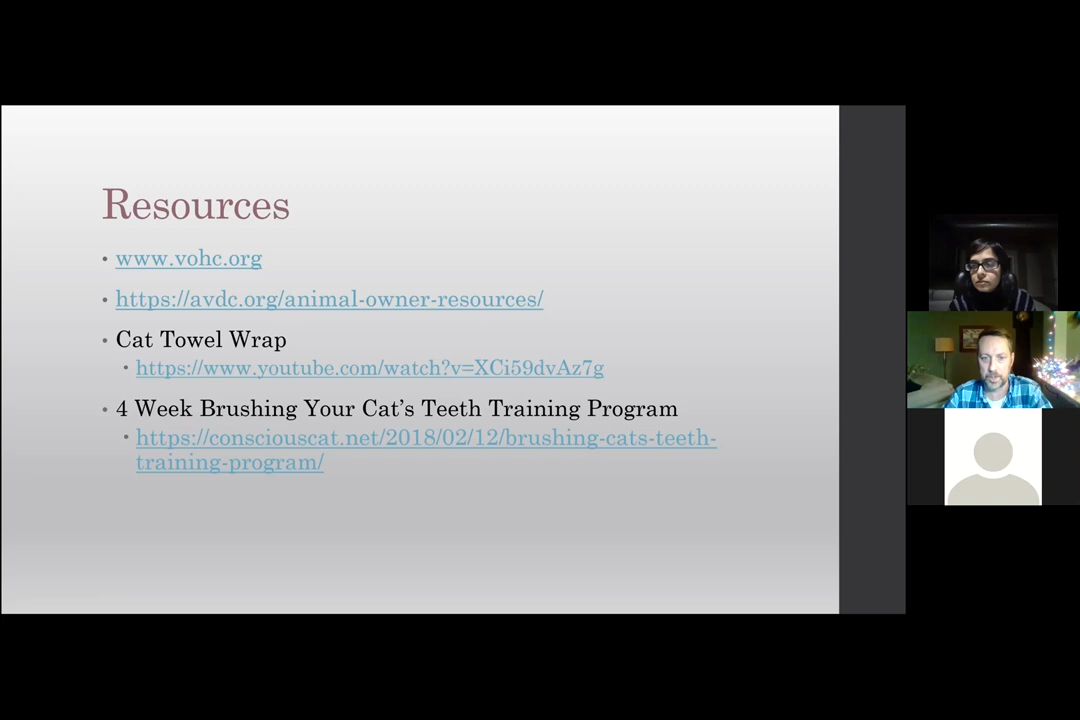 Resources
www.vohc.org
https://avdc.org/animal-owner-resources/
Cat Towel Wrap
https://www.youtube.com/watch?v=XCi59dvAz7g
4 Week Brushing Your Cat’s Teeth Training Program
https://consciouscat.net/2018/02/12/brushing-cats-teeth-
training-program/